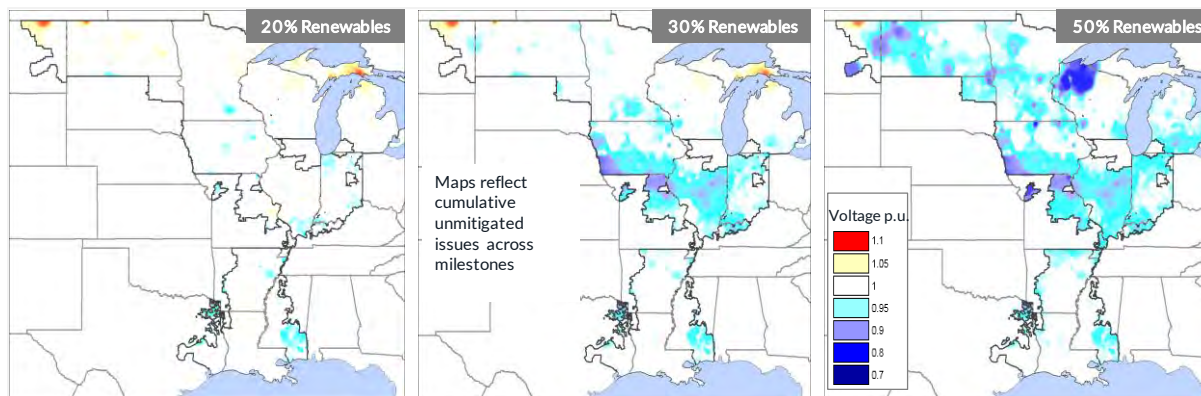 20% Renewables
30% Renewables
50% Renewables
Maps reflect
cumulative
unmitigated
issues across
milestones
Voltage p.u.
1.1
1.05
1
0.95
0.9
0.8
0.7